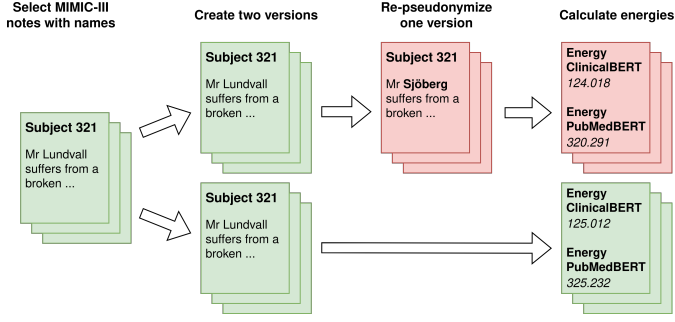 Select MIMIC-III
notes with names
Create two versions
Re-pseudonymize
one version
Calculate energies
Subject 321
Mr Lundvall
suffers from a
broken ...
Subject 321
Mr Lundvall
suffers from a
broken ...
Subject 321
Mr Sjöberg
suffers from a
broken ...
Energy
ClinicalBERT
124.018
Energy
PubMedBERT
320.291
Subject 321
Mr Lundvall
suffers from a
broken ...
Energy
ClinicalBERT
125.012
Energy
PubMedBERT
325.232